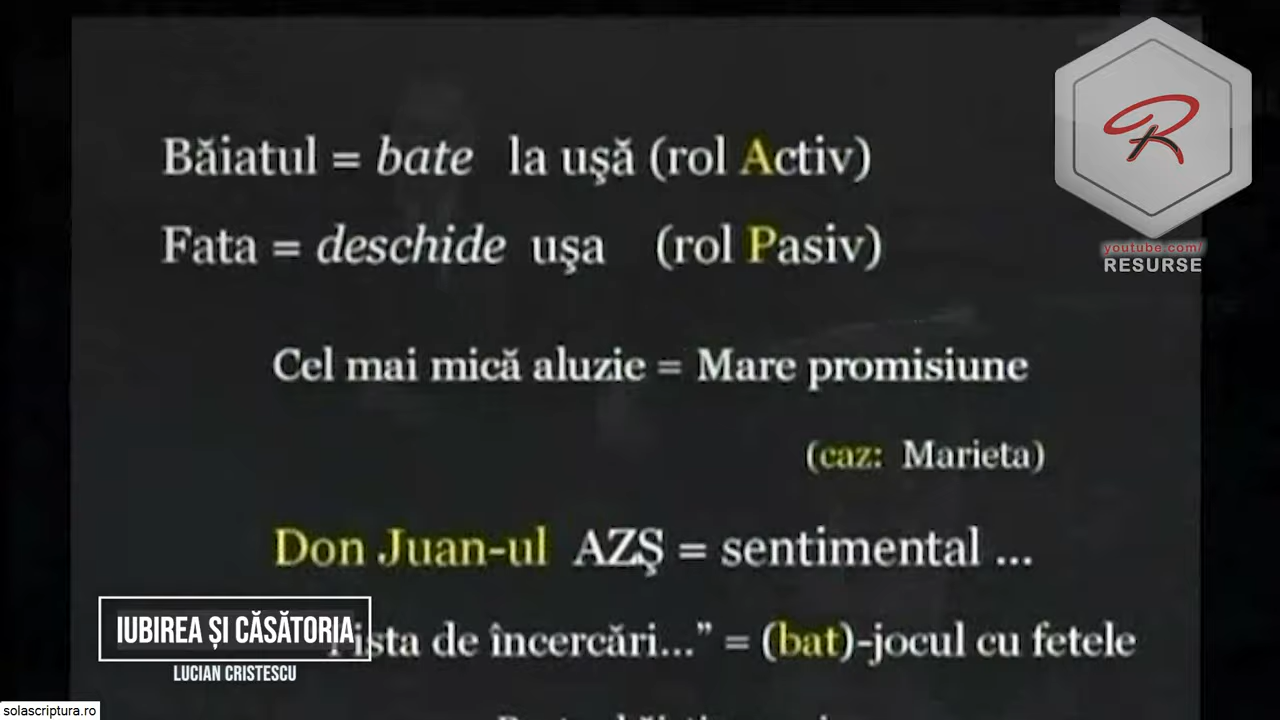 Băiatul = bate la uşă (rol Activ)
Fata = deschide uşa (rol Pasiv)
Cel mai mică aluzie = Mare promisiune
(caz: Marieta)
Don Juan-ul AZŞ = sentimental ...
de încercări...” = (bat)-jocul cu fetele
IUBIREA ȘI CĂSĂTORIA
LUCIAN CRISTESCU
R
youtube.com/
RESURSE
solascriptura.ro